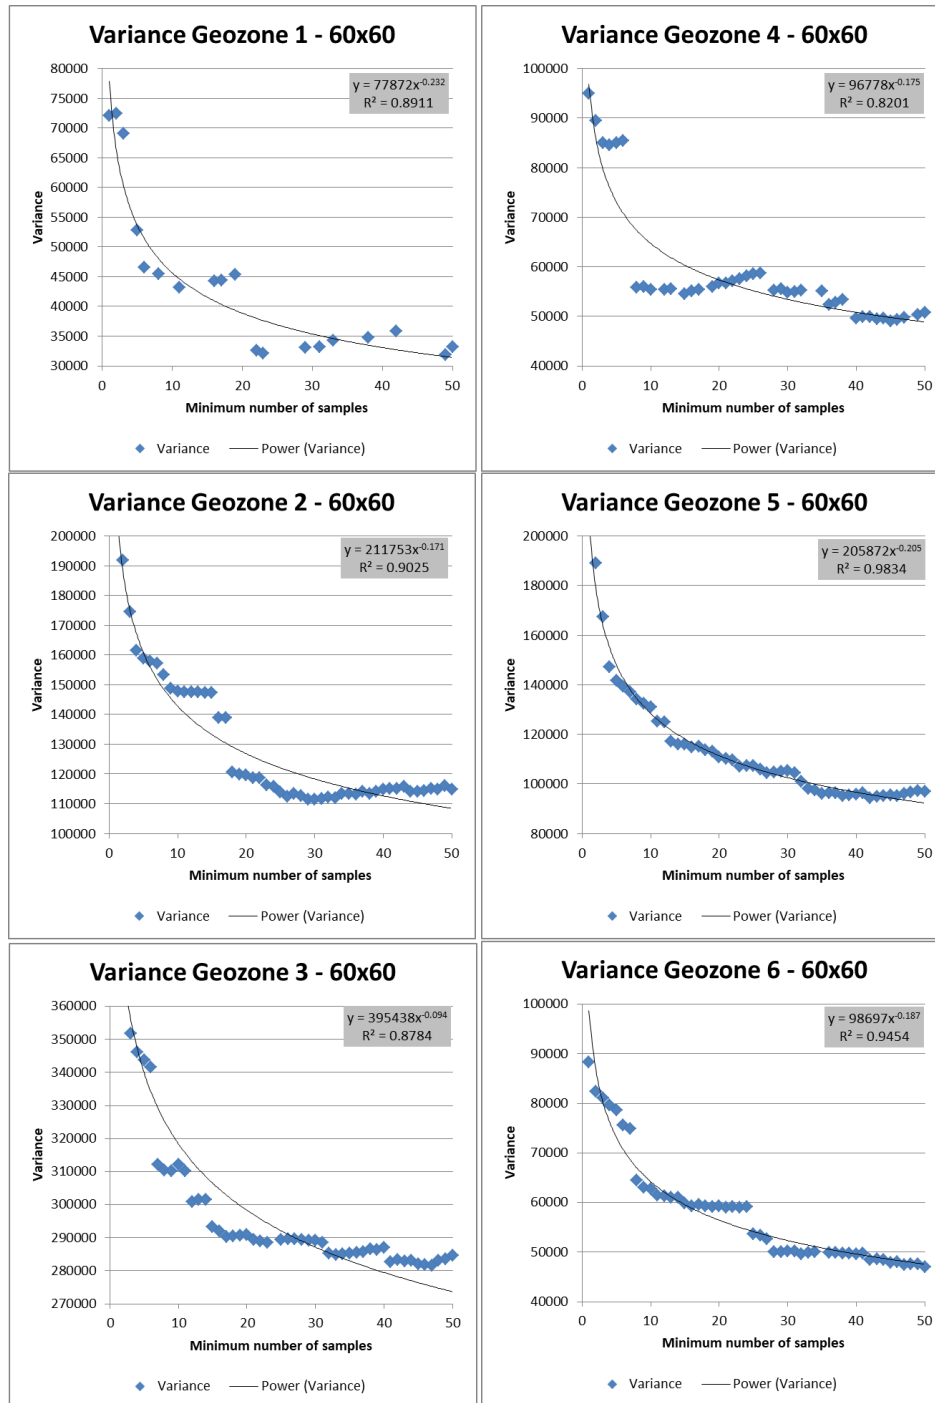 Variance Geozone 1 - 60x60
y = 77872x^-0.232
R² = 0.8911
80000
75000
70000
65000
60000
55000
50000
45000
40000
35000
30000
Variance
0 10 20 30 40 50
Minimum number of samples
Variance Power (Variance)
Variance Geozone 4 - 60x60
y = 96778x^-0.175
R² = 0.8201
100000
90000
80000
70000
60000
50000
40000
Variance
0 10 20 30 40 50
Minimum number of samples
Variance Power (Variance)
Variance Geozone 2 - 60x60
y = 211753x^-0.171
R² = 0.9025
200000
190000
180000
170000
160000
150000
140000
130000
120000
110000
100000
Variance
0 10 20 30 40 50
Minimum number of samples
Variance Power (Variance)
Variance Geozone 5 - 60x60
y = 205872x^-0.205
R² = 0.9834
200000
180000
160000
140000
120000
100000
80000
Variance
0 10 20 30 40 50
Minimum number of samples
Variance Power (Variance)
Variance Geozone 3 - 60x60
y = 395438x^-0.094
R² = 0.8784
360000
350000
340000
330000
320000
310000
300000
290000
280000
270000
Variance
0 10 20 30 40 50
Minimum number of samples
Variance Power (Variance)
Variance Geozone 6 - 60x60
y = 98697x^-0.187
R² = 0.9454
100000
90000
80000
70000
60000
50000
40000
Variance
0 10 20 30 40 50
Minimum number of samples
Variance Power (Variance)